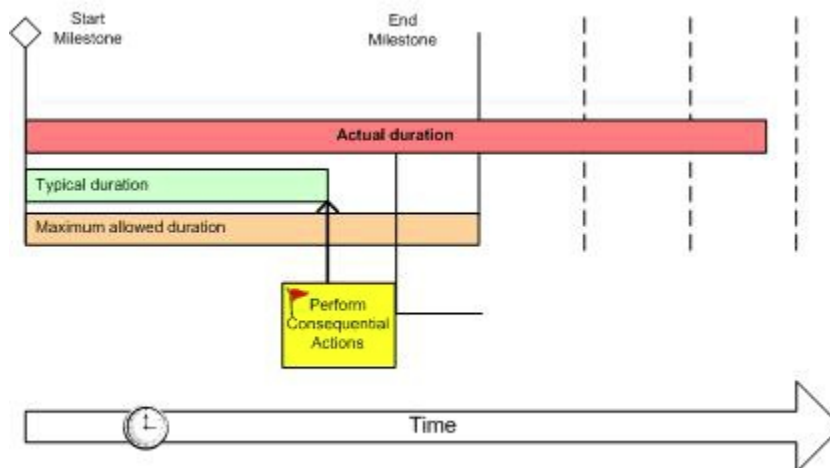 Start
Milestone
End
Milestone
Actual duration
Typical duration
Maximum allowed duration
Perform
Consequential
Actions
Time